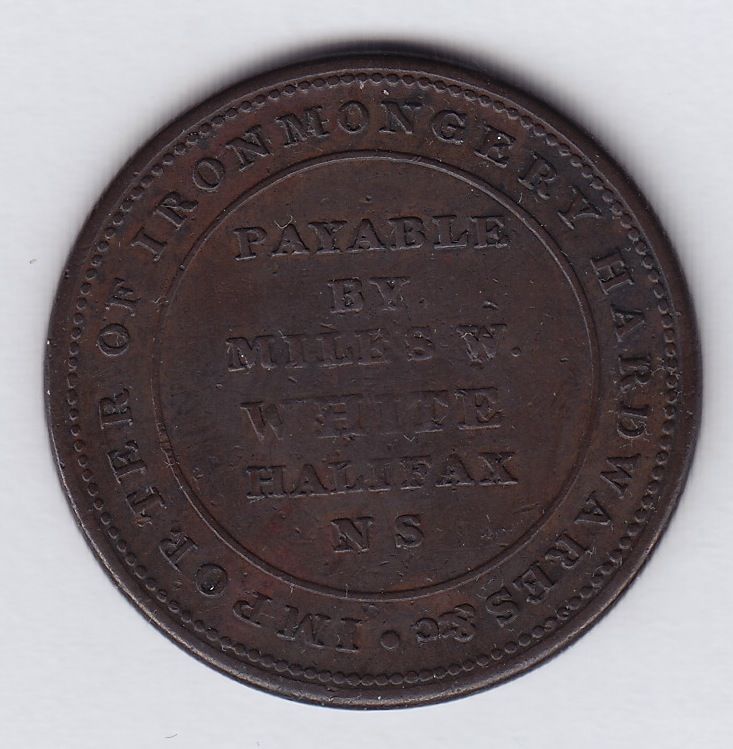 IMPORTER OF IRONMONGERY HARDWARES &c •
PAYABLE
BY
MILES W.
WHITE
HALIFAX
N S